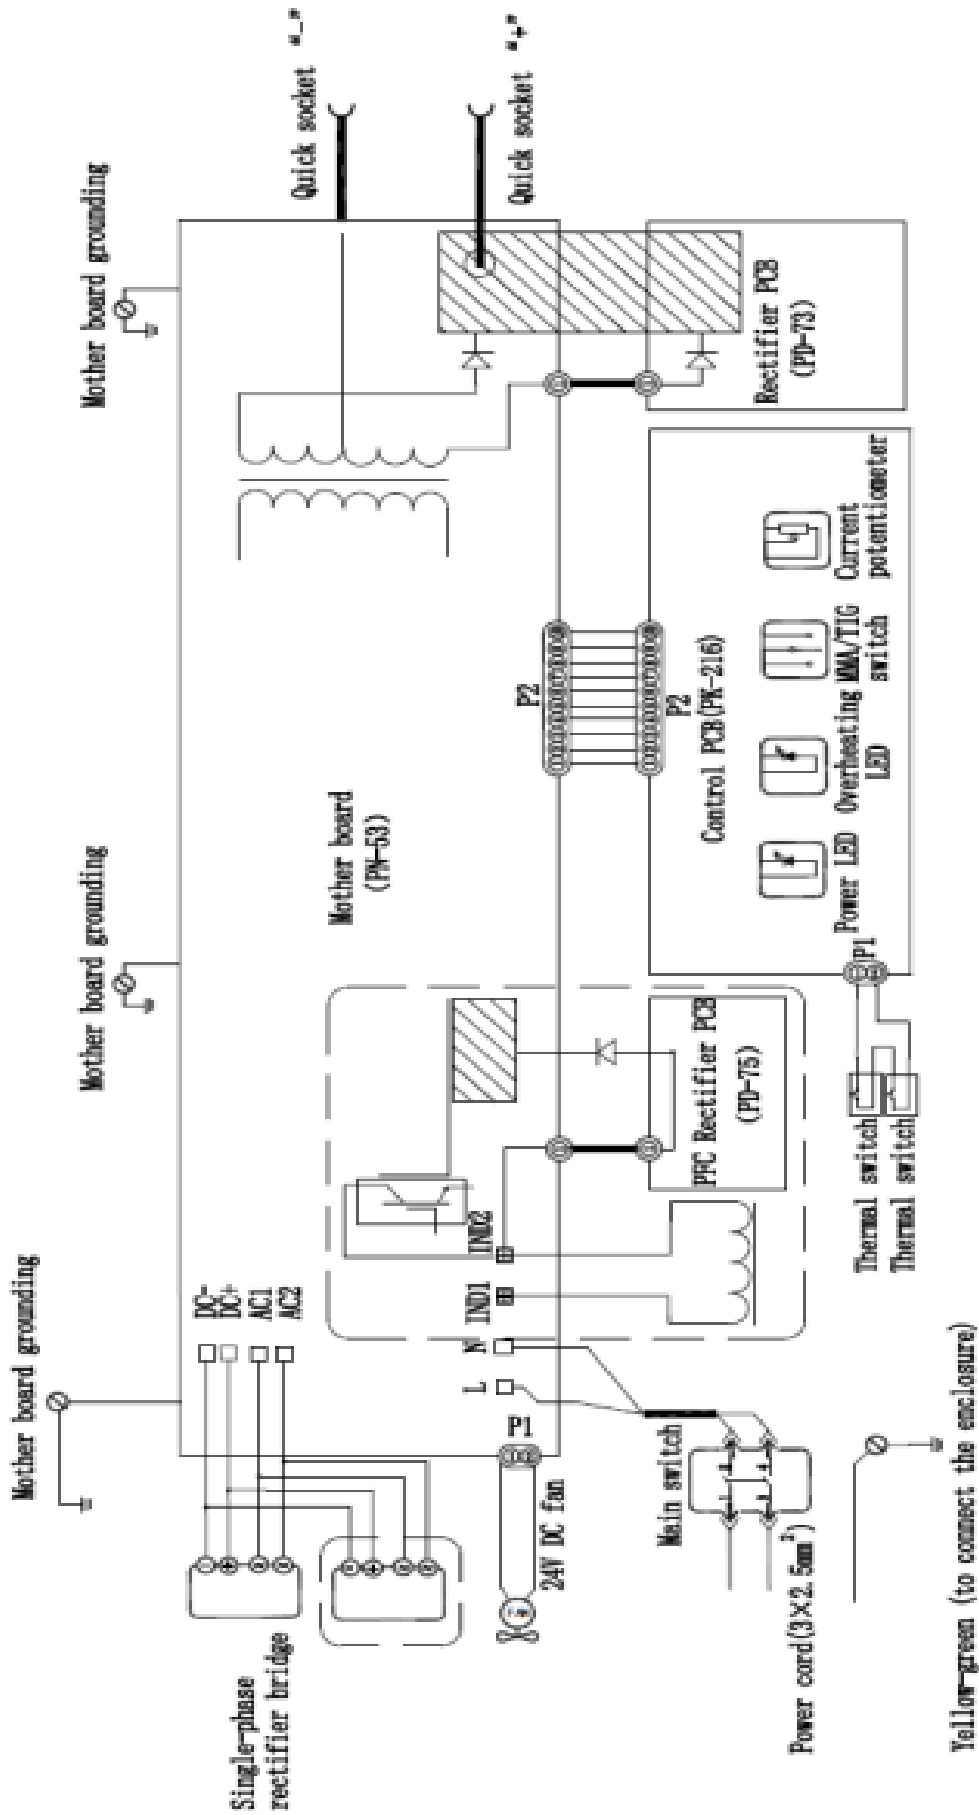 Mother board grounding
Mother board grounding
Mother board grounding
Single-phase
rectifier bridge
DC-
DC+
AC1
AC2
Quick socket "-"
Quick socket "+"
Mother board
(PN-53)
24V DC fan
P1
L
N
IND1
IND2
P2
P2
Control PCB(PK-216)
PFC Rectifier PCB
(PD-75)
Rectifier PCB
(PD-73)
Main switch
Power cord(3×2.5mm²)
Thermal switch
Thermal switch
P1
Power LED
Overheating
LED
MMA/TIG
switch
Current
potentiometer
Yellow-green (to connect the enclosure)